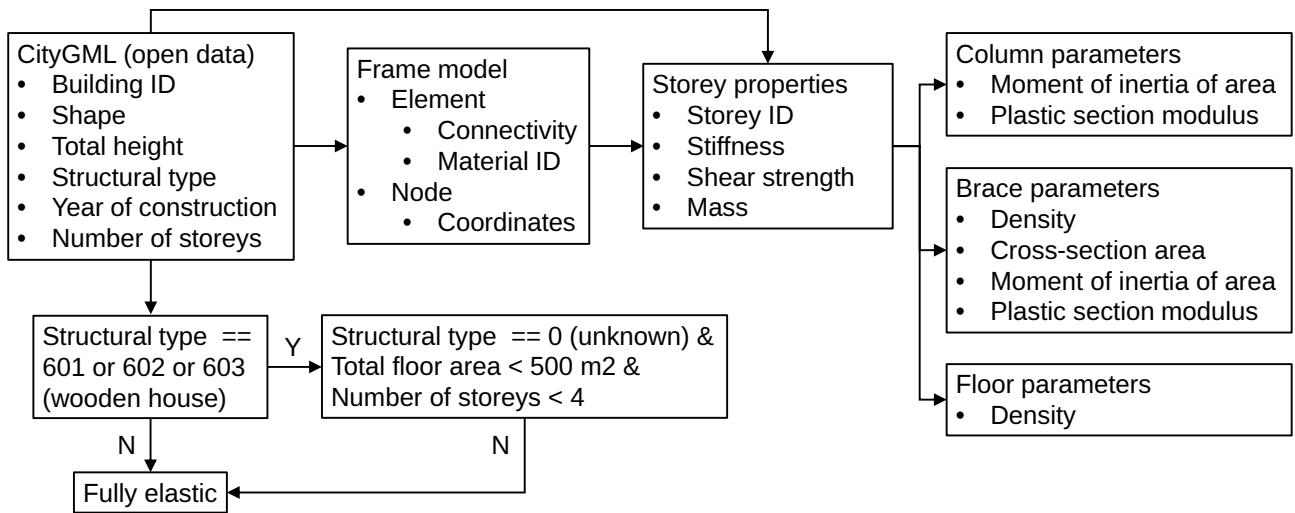 CityGML (open data)
• Building ID
• Shape
• Total height
• Structural type
• Year of construction
• Number of storeys
Frame model
• Element
• Connectivity
• Material ID
• Node
• Coordinates
Storey properties
• Storey ID
• Stiffness
• Shear strength
• Mass
Column parameters
• Moment of inertia of area
• Plastic section modulus
Brace parameters
• Density
• Cross-section area
• Moment of inertia of area
• Plastic section modulus
Floor parameters
• Density
Structural type ==
601 or 602 or 603
(wooden house)
Y
Structural type == 0 (unknown) &
Total floor area < 500 m2 &
Number of storeys < 4
N
N
Fully elastic